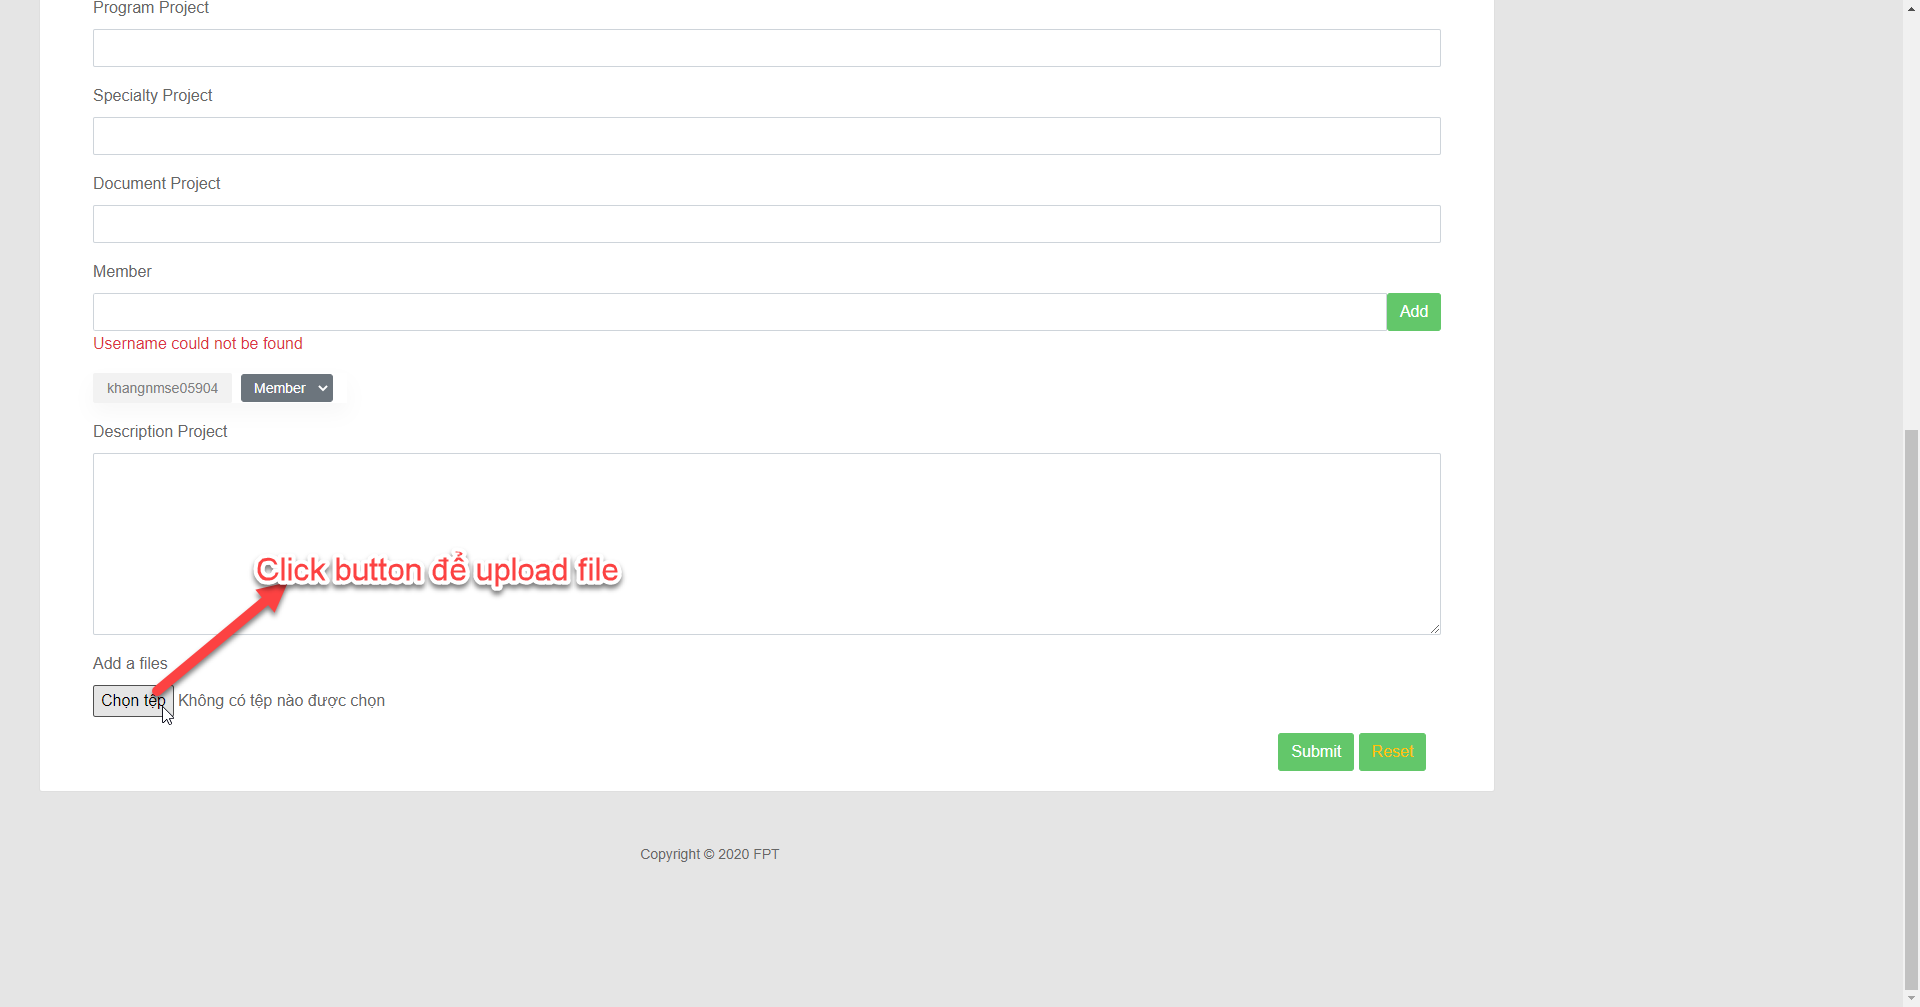 Program Project
Specialty Project
Document Project
Member
Add
Username could not be found
khangnmse05904 Member
Description Project
Click button để upload file
Add a files
Chọn tệp Không có tệp nào được chọn
Submit Reset
Copyright © 2020 FPT